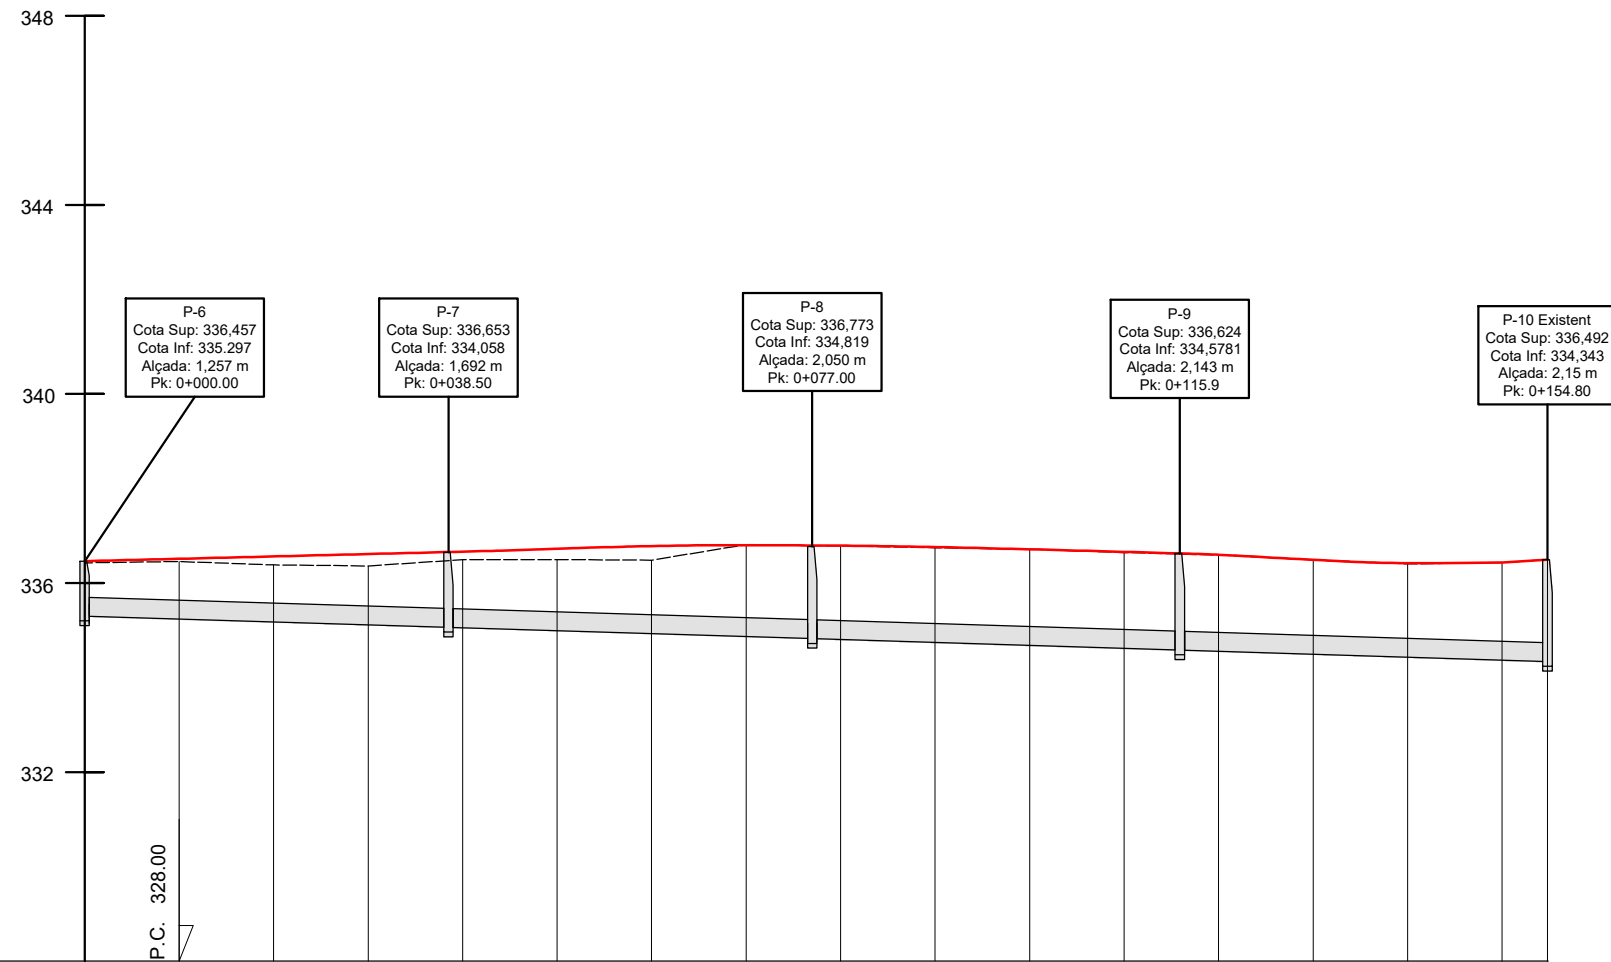 348
344
340
336
332
P-6
Cota Sup: 336,457
Cota Inf: 335.297
Alçada: 1,257 m
Pk: 0+000.00
P-7
Cota Sup: 336,653
Cota Inf: 334,058
Alçada: 1,692 m
Pk: 0+038.50
P-8
Cota Sup: 336,773
Cota Inf: 334,819
Alçada: 2,050 m
Pk: 0+077.00
P-9
Cota Sup: 336,624
Cota Inf: 334,5781
Alçada: 2,143 m
Pk: 0+115.9
P-10 Existent
Cota Sup: 336,492
Cota Inf: 334,343
Alçada: 2,15 m
Pk: 0+154.80
P.C. 328.00